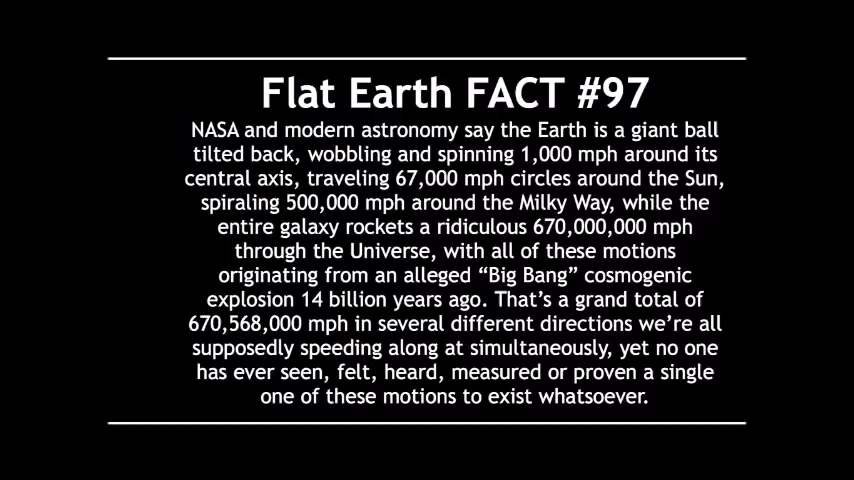 Flat Earth FACT #97
NASA and modern astronomy say the Earth is a giant ball
tilted back, wobbling and spinning 1,000 mph around its
central axis, traveling 67,000 mph circles around the Sun,
spiraling 500,000 mph around the Milky Way, while the
entire galaxy rockets a ridiculous 670,000,000 mph
through the Universe, with all of these motions
originating from an alleged “Big Bang” cosmogenic
explosion 14 billion years ago. That’s a grand total of
670,568,000 mph in several different directions we’re all
supposedly speeding along at simultaneously, yet no one
has ever seen, felt, heard, measured or proven a single
one of these motions to exist whatsoever.